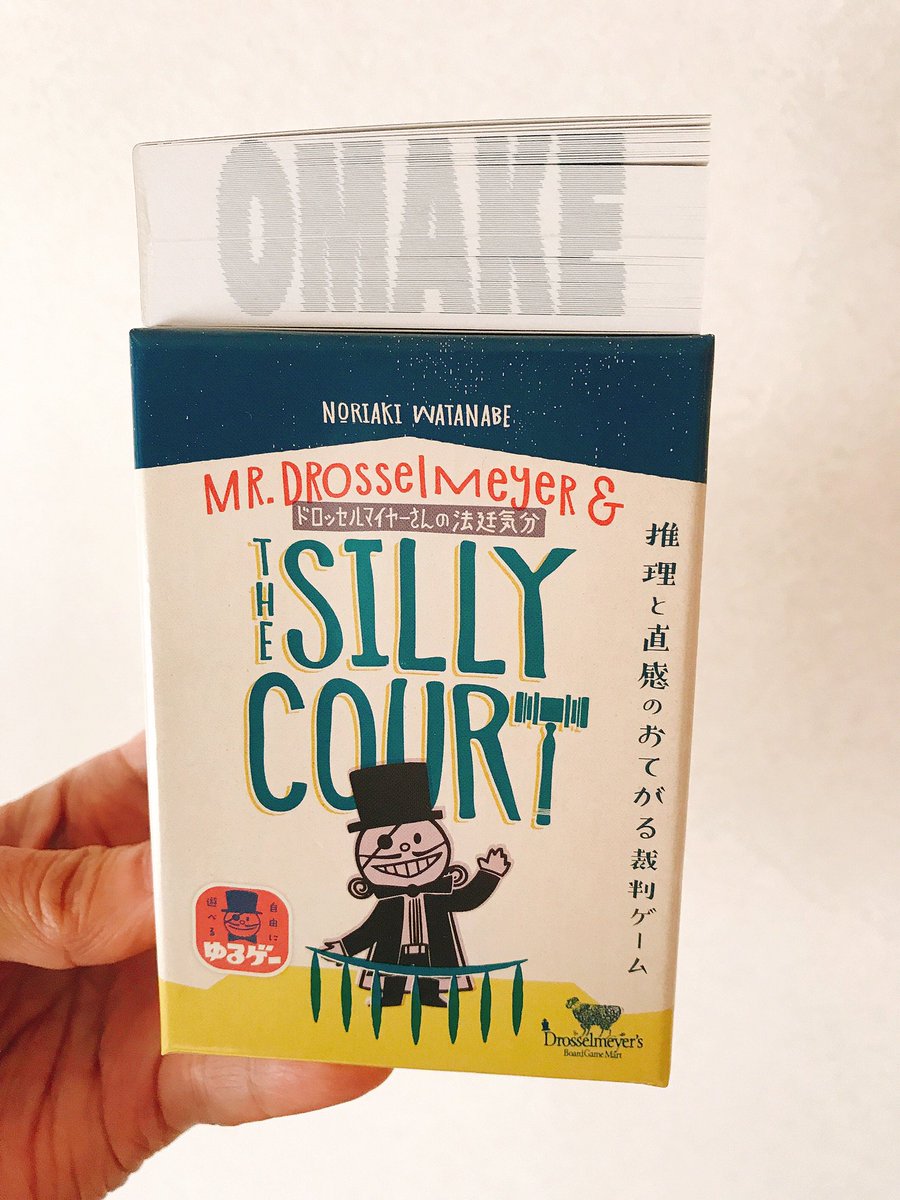 OMAKE
NORIAKI WATANABE
MR. DROSSELMEYER &
ドロッセルマイヤーさんの法廷気分
THE
SILLY
COURT
推理と直感のおてがる裁判ゲーム
自由に
遊べる
ゆるゲー
Drosselmeyer's
Board Game Mart